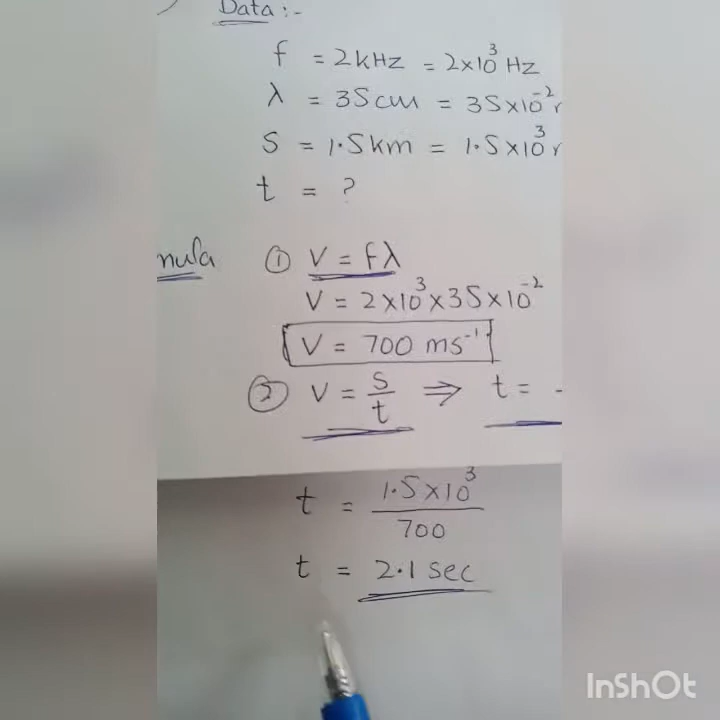 Data :-
f = 2kHz = 2×10³ Hz
λ = 35cm = 35×10⁻²
S = 1.5km = 1.5×10³
t = ?
① V = fλ
V = 2×10³×35×10⁻²
V = 700 ms⁻¹
② V = S/t ⇒ t =
t = 1.5×10³/700
t = 2.1 sec
InShOt